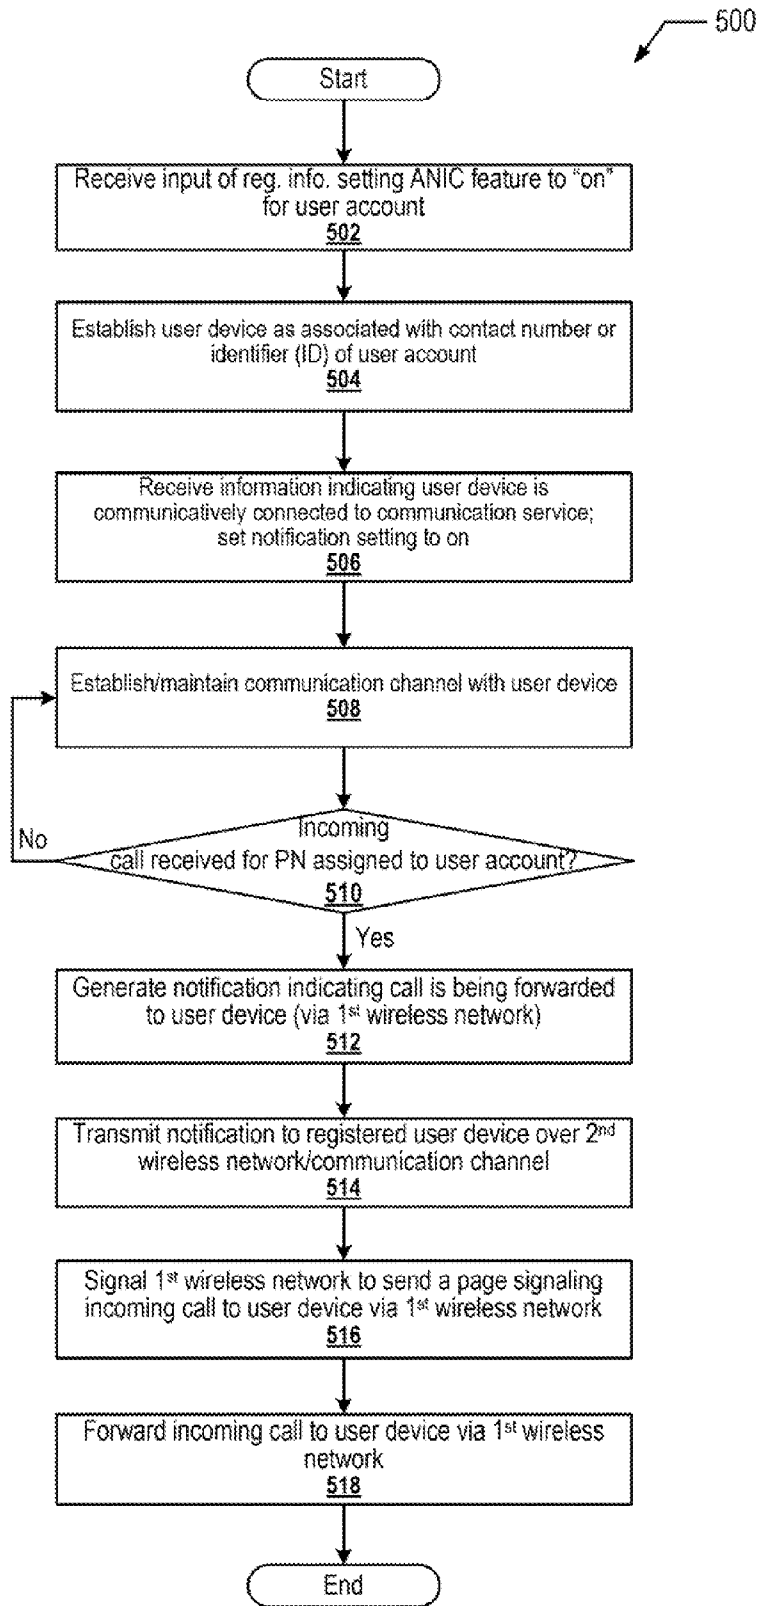 500
Start
Receive input of reg. info. setting ANIC feature to “on”
for user account
502
Establish user device as associated with contact number or
identifier (ID) of user account
504
Receive information indicating user device is
communicatively connected to communication service;
set notification setting to on
506
Establish/maintain communication channel with user device
508
No
Incoming
call received for PN assigned to user account?
510
Yes
Generate notification indicating call is being forwarded
to user device (via 1st wireless network)
512
Transmit notification to registered user device over 2nd
wireless network/communication channel
514
Signal 1st wireless network to send a page signaling
incoming call to user device via 1st wireless network
516
Forward incoming call to user device via 1st wireless
network
518
End